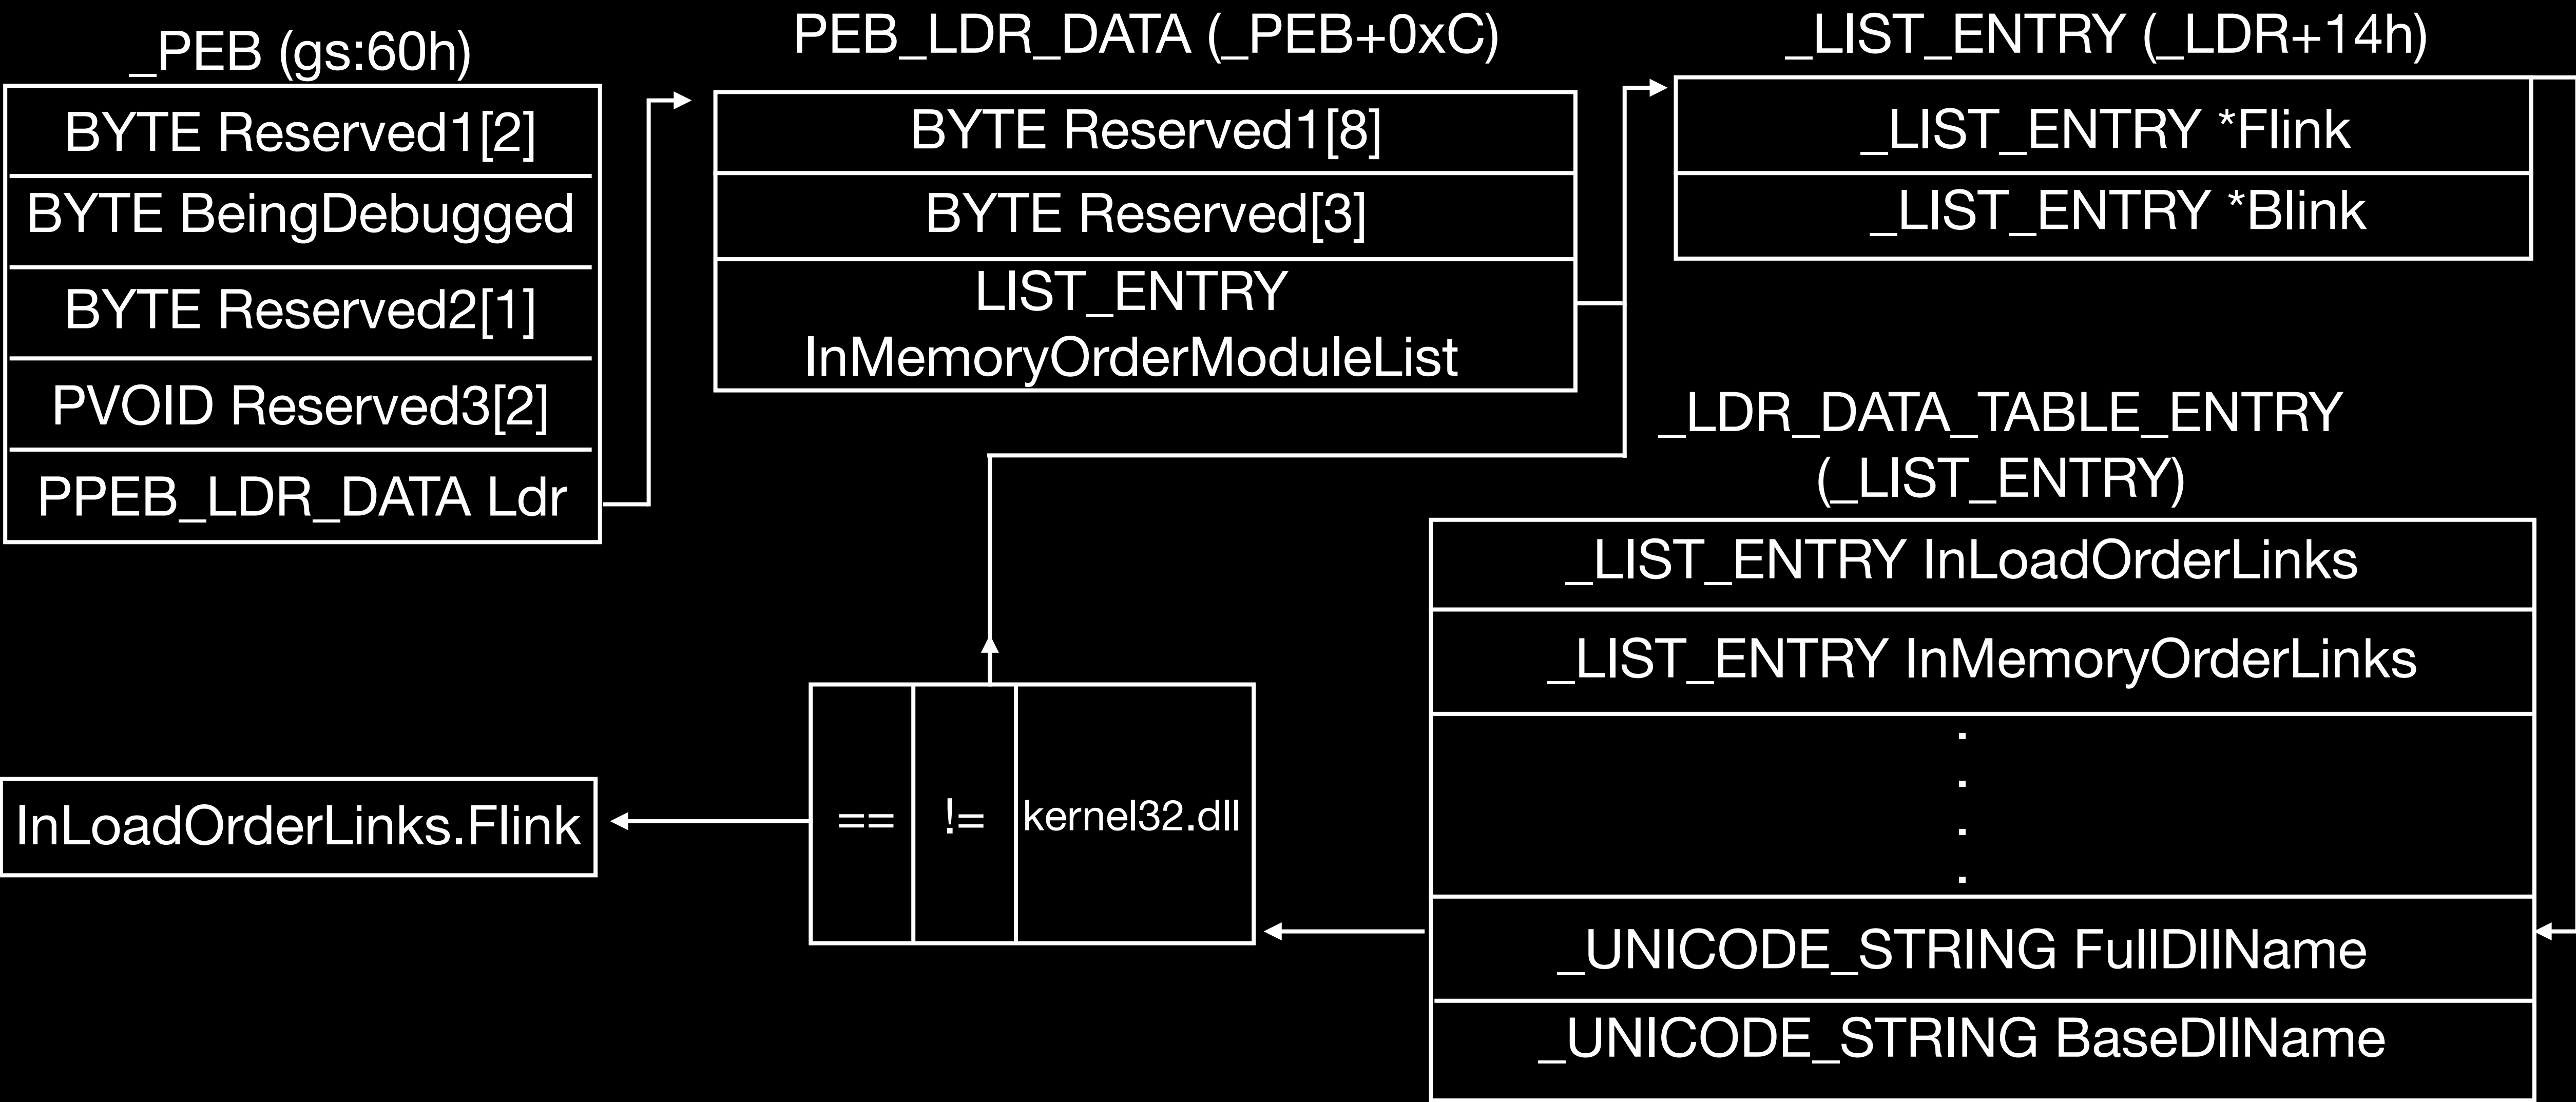 _PEB (gs:60h)
BYTE Reserved1[2]
BYTE BeingDebugged
BYTE Reserved2[1]
PVOID Reserved3[2]
PPEB_LDR_DATA Ldr
PEB_LDR_DATA (_PEB+0xC)
BYTE Reserved1[8]
BYTE Reserved[3]
LIST_ENTRY
InMemoryOrderModuleList
_LIST_ENTRY (_LDR+14h)
_LIST_ENTRY *Flink
_LIST_ENTRY *Blink
_LDR_DATA_TABLE_ENTRY
(_LIST_ENTRY)
_LIST_ENTRY InLoadOrderLinks
_LIST_ENTRY InMemoryOrderLinks
.
.
.
.
_UNICODE_STRING FullDllName
_UNICODE_STRING BaseDllName
== != kernel32.dll
InLoadOrderLinks.Flink